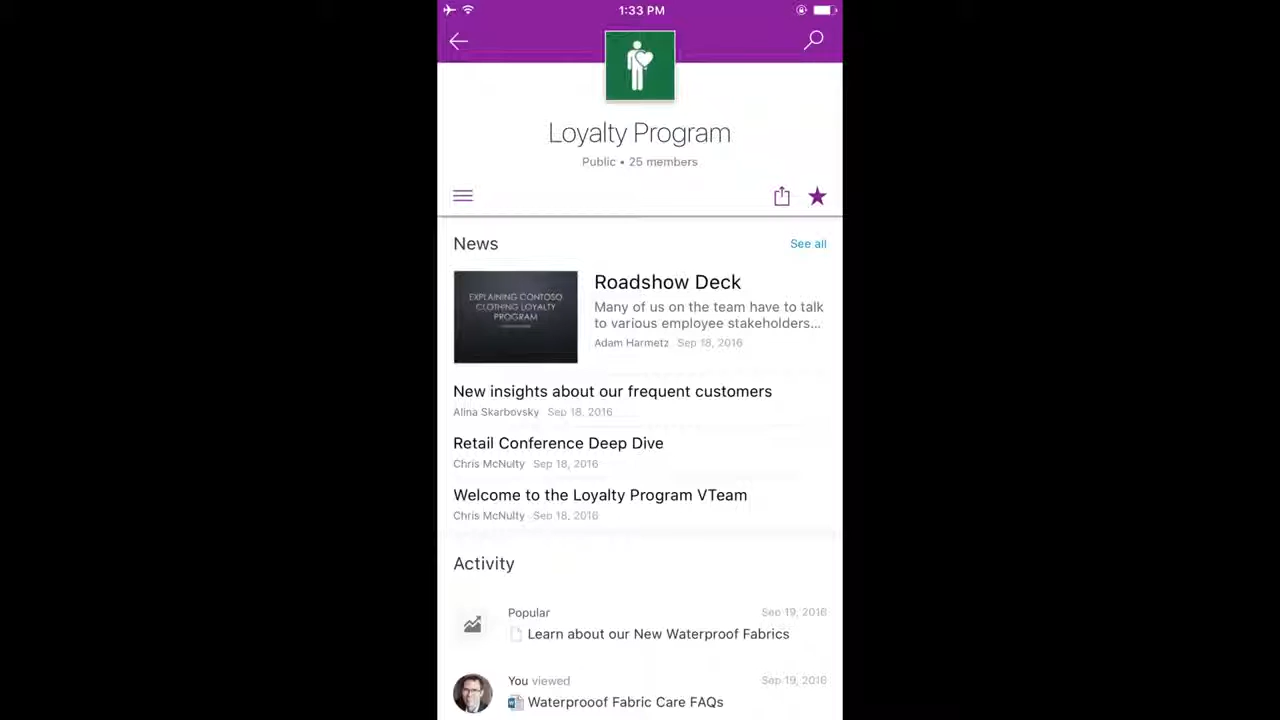 1:33 PM
Loyalty Program
Public • 25 members
News
See all
EXPLAINING CONTOSO
CLOTHING LOYALTY
PROGRAM
Roadshow Deck
Many of us on the team have to talk
to various employee stakeholders...
Adam Harmetz Sep 18, 2016
New insights about our frequent customers
Alina Skarbovsky Sep 18, 2016
Retail Conference Deep Dive
Chris McNulty Sep 18, 2016
Welcome to the Loyalty Program VTeam
Chris McNulty Sep 18, 2016
Activity
Popular
Sep 19, 2016
Learn about our New Waterproof Fabrics
You viewed
Sep 19, 2016
Waterprooof Fabric Care FAQs